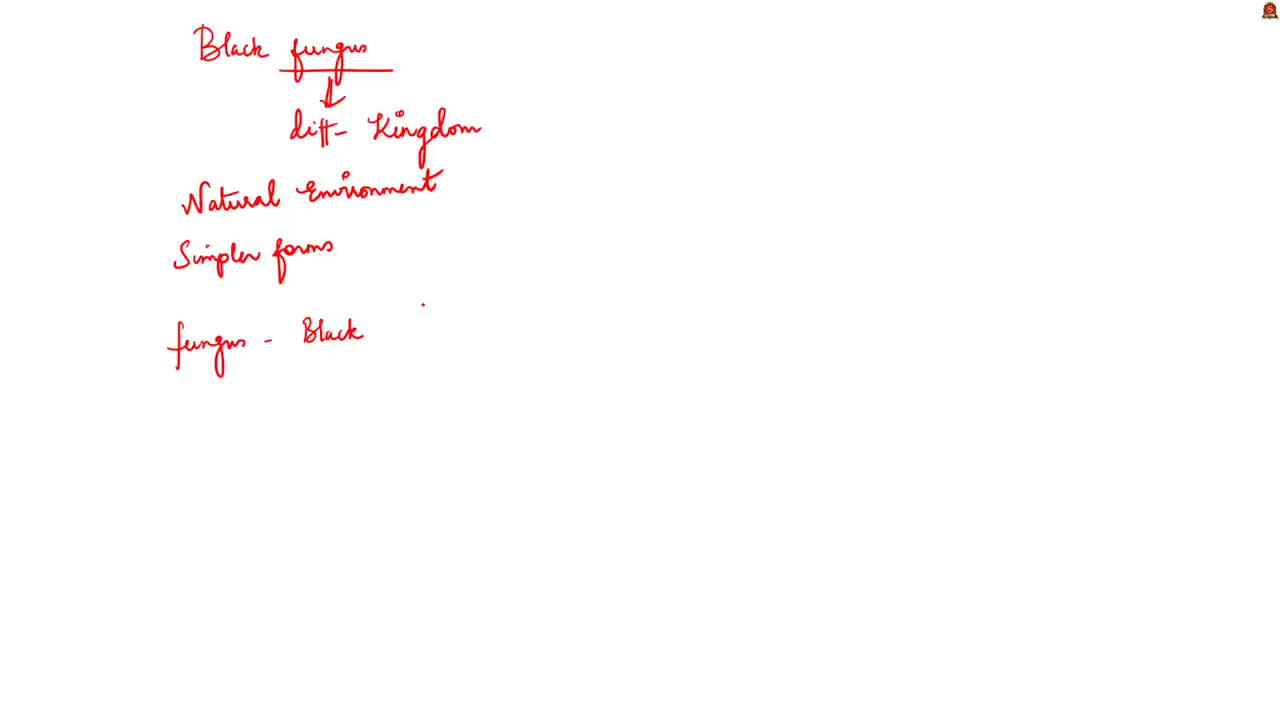 Black fungus
diff- Kingdom
Natural Environment
Simpler forms
fungus - Black